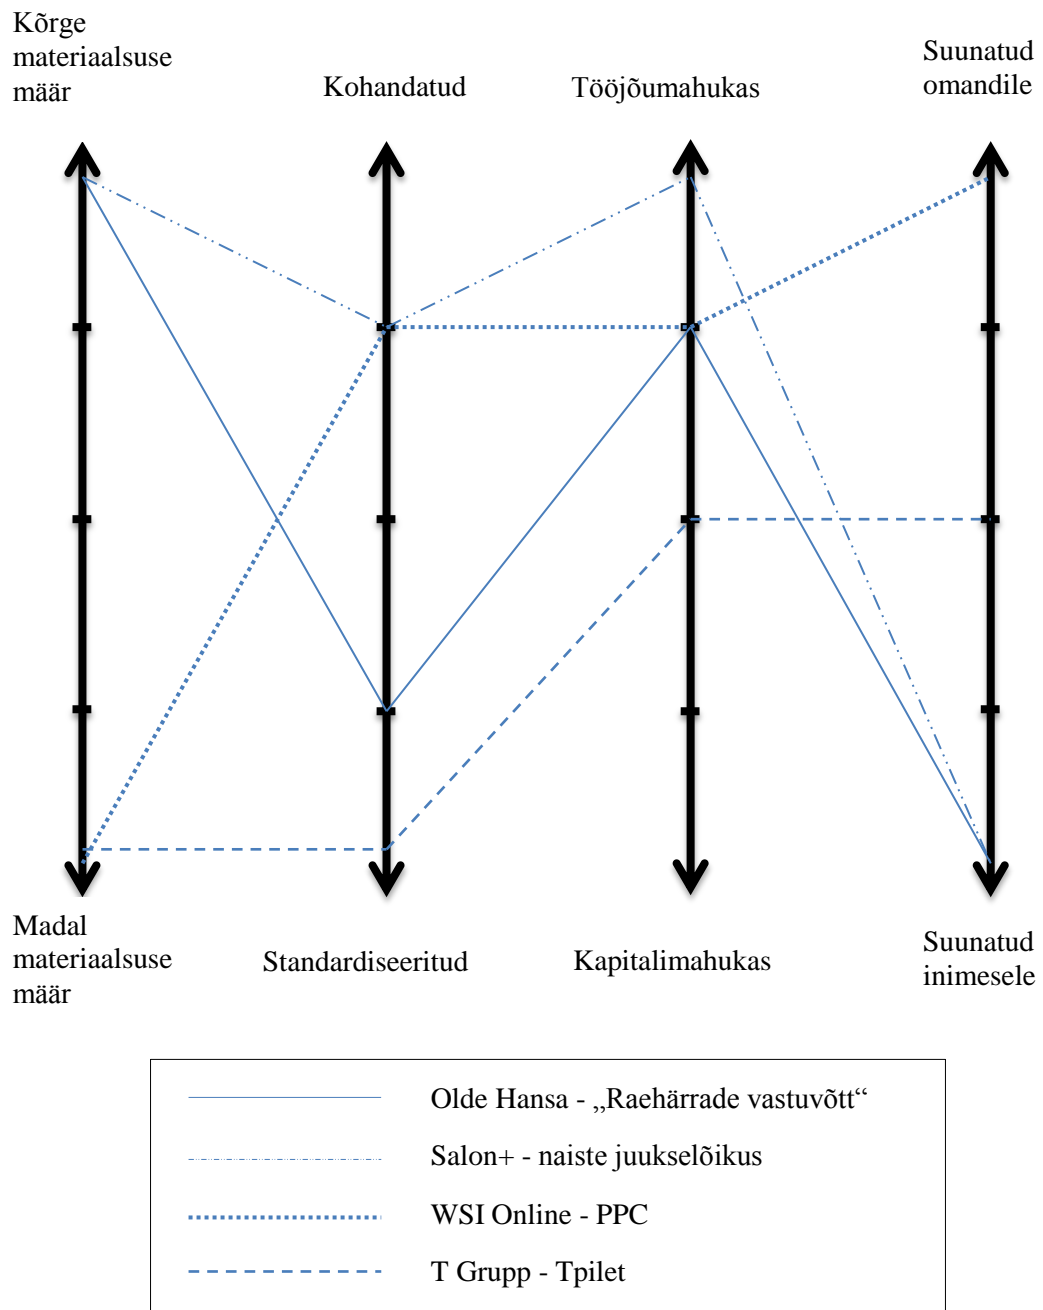 Kõrge
materiaalsuse
määr
Kohandatud
Tööjõumahukas
Suunatud
omandile
Madal
materiaalsuse
määr
Standardiseeritud
Kapitalimahukas
Suunatud
inimesele
Olde Hansa - „Raehärrade vastuvõtt“
Salon+ - naiste juukselõikus
WSI Online - PPC
T Grupp - Tpilet